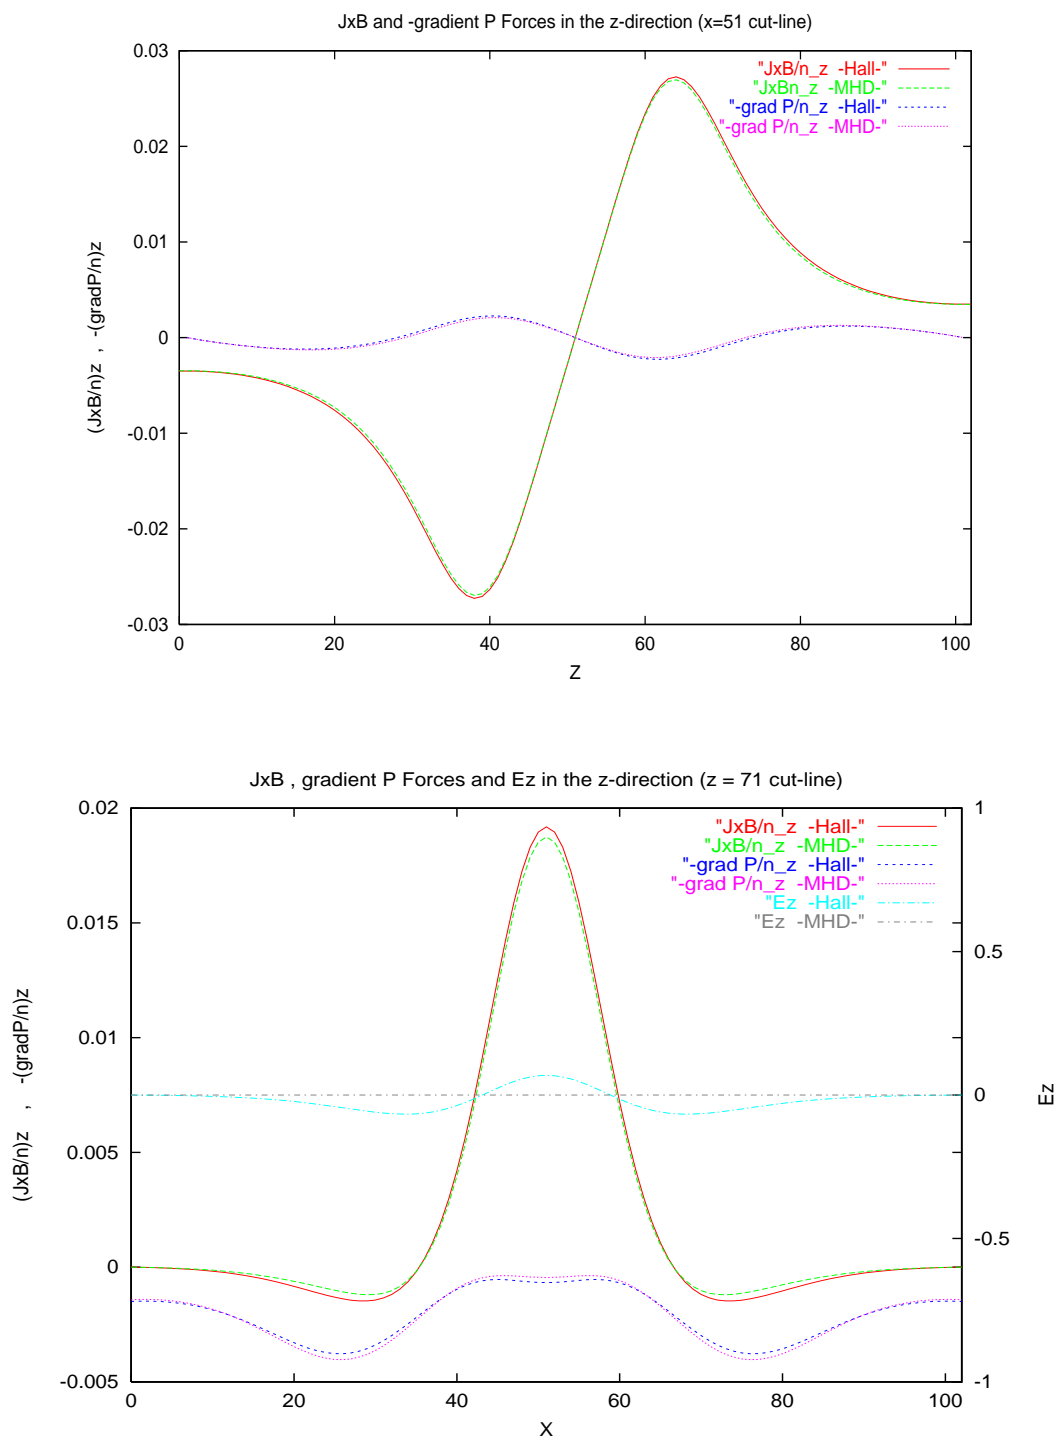 JxB and -gradient P Forces in the z-direction (x=51 cut-line)
0.03
0.02
0.01
0
-0.01
-0.02
-0.03
(JxB/n)z , -(gradP/n)z
"JxB/n_z -Hall-"
"JxBn_z -MHD-"
"-grad P/n_z -Hall-"
"-grad P/n_z -MHD-"
0 20 40 60 80 100
Z
JxB , gradient P Forces and Ez in the z-direction (z = 71 cut-line)
0.02
0.015
0.01
0.005
0
-0.005
(JxB/n)z , -(gradP/n)z
"JxB/n_z -Hall-"
"JxB/n_z -MHD-"
"-grad P/n_z -Hall-"
"-grad P/n_z -MHD-"
"Ez -Hall-"
"Ez -MHD-"
1
0.5
0
-0.5
-1
Ez
0 20 40 60 80 100
X